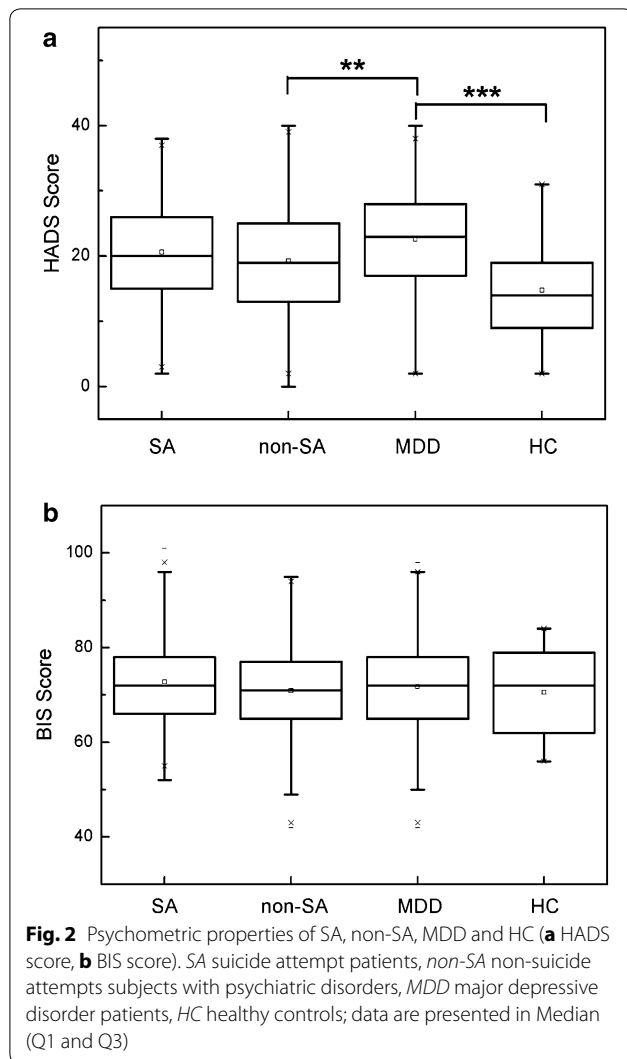 a
**
***
40
20
0
HADS Score
SA non-SA MDD HC
b
100
80
60
40
BIS Score
SA non-SA MDD HC
Fig. 2 Psychometric properties of SA, non-SA, MDD and HC (a HADS
score, b BIS score). SA suicide attempt patients, non-SA non-suicide
attempts subjects with psychiatric disorders, MDD major depressive
disorder patients, HC healthy controls; data are presented in Median
(Q1 and Q3)